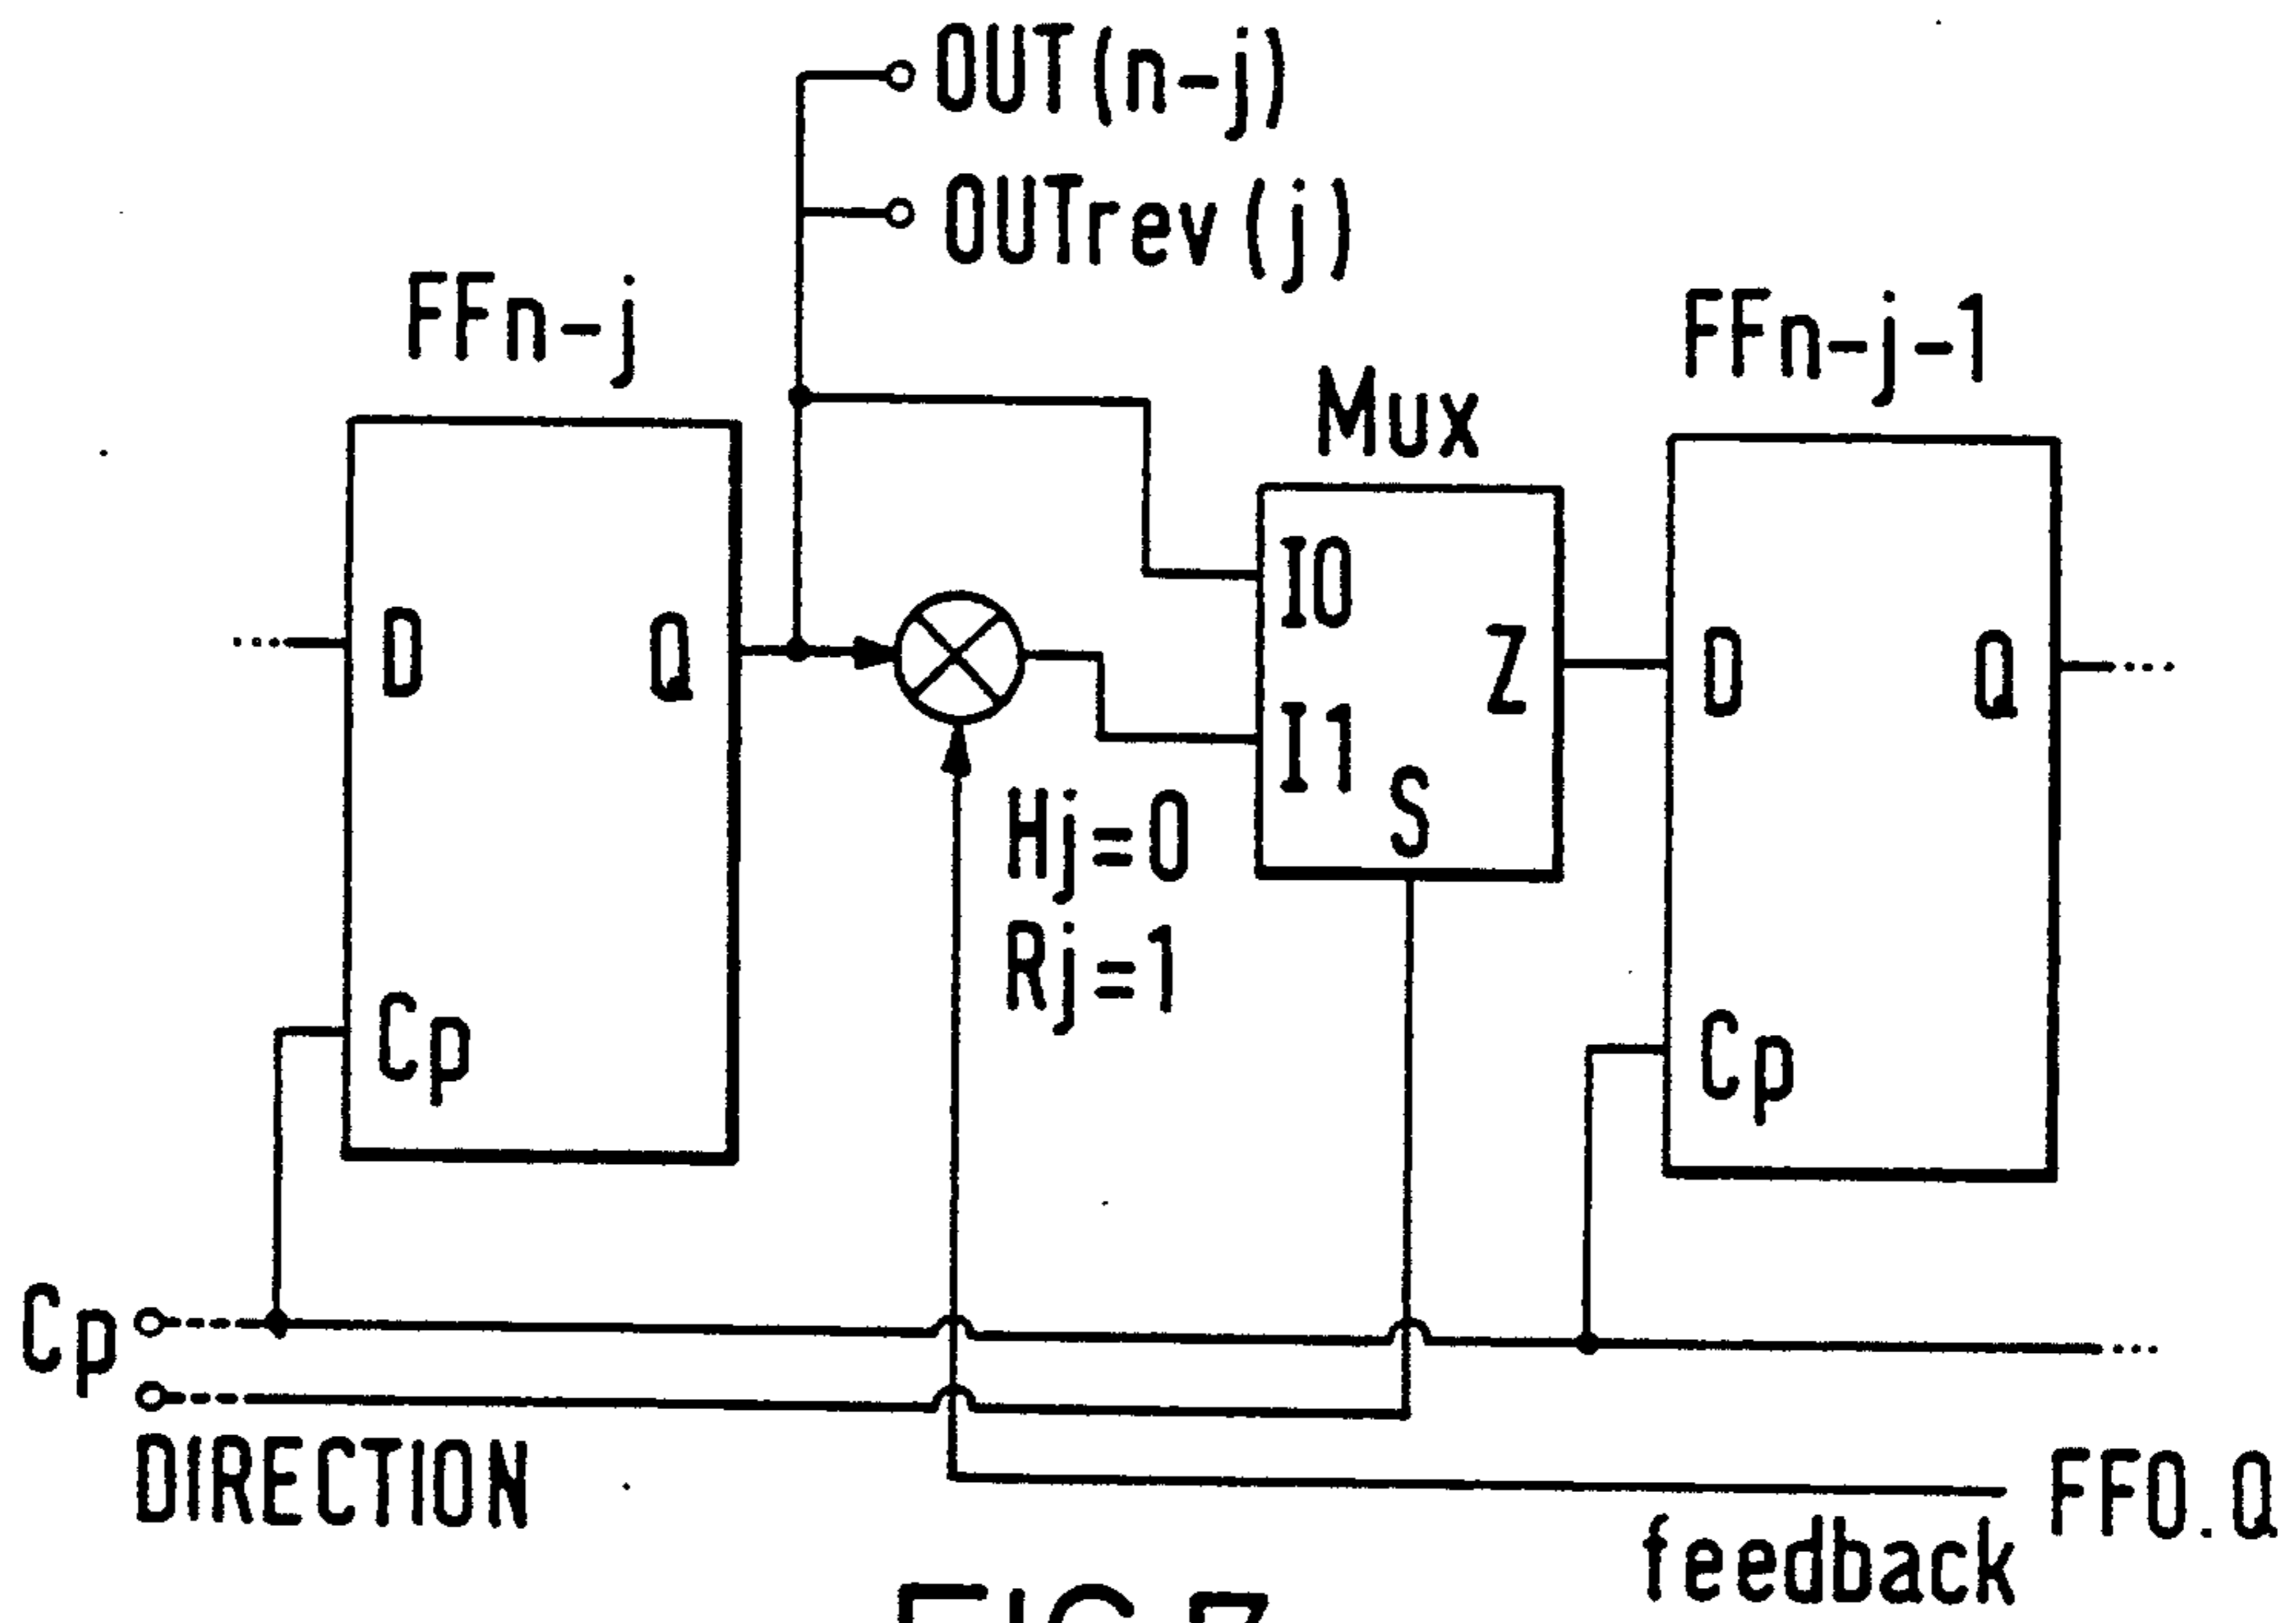 OUT(n-j)
OUTrev(j)
FFn-j
FFn-j-1
Mux
I0
D
Q
Z
D
Q
I1
S
Hj=0
Rj=1
Cp
Cp
Cp
DIRECTION
FF0.Q
feedback